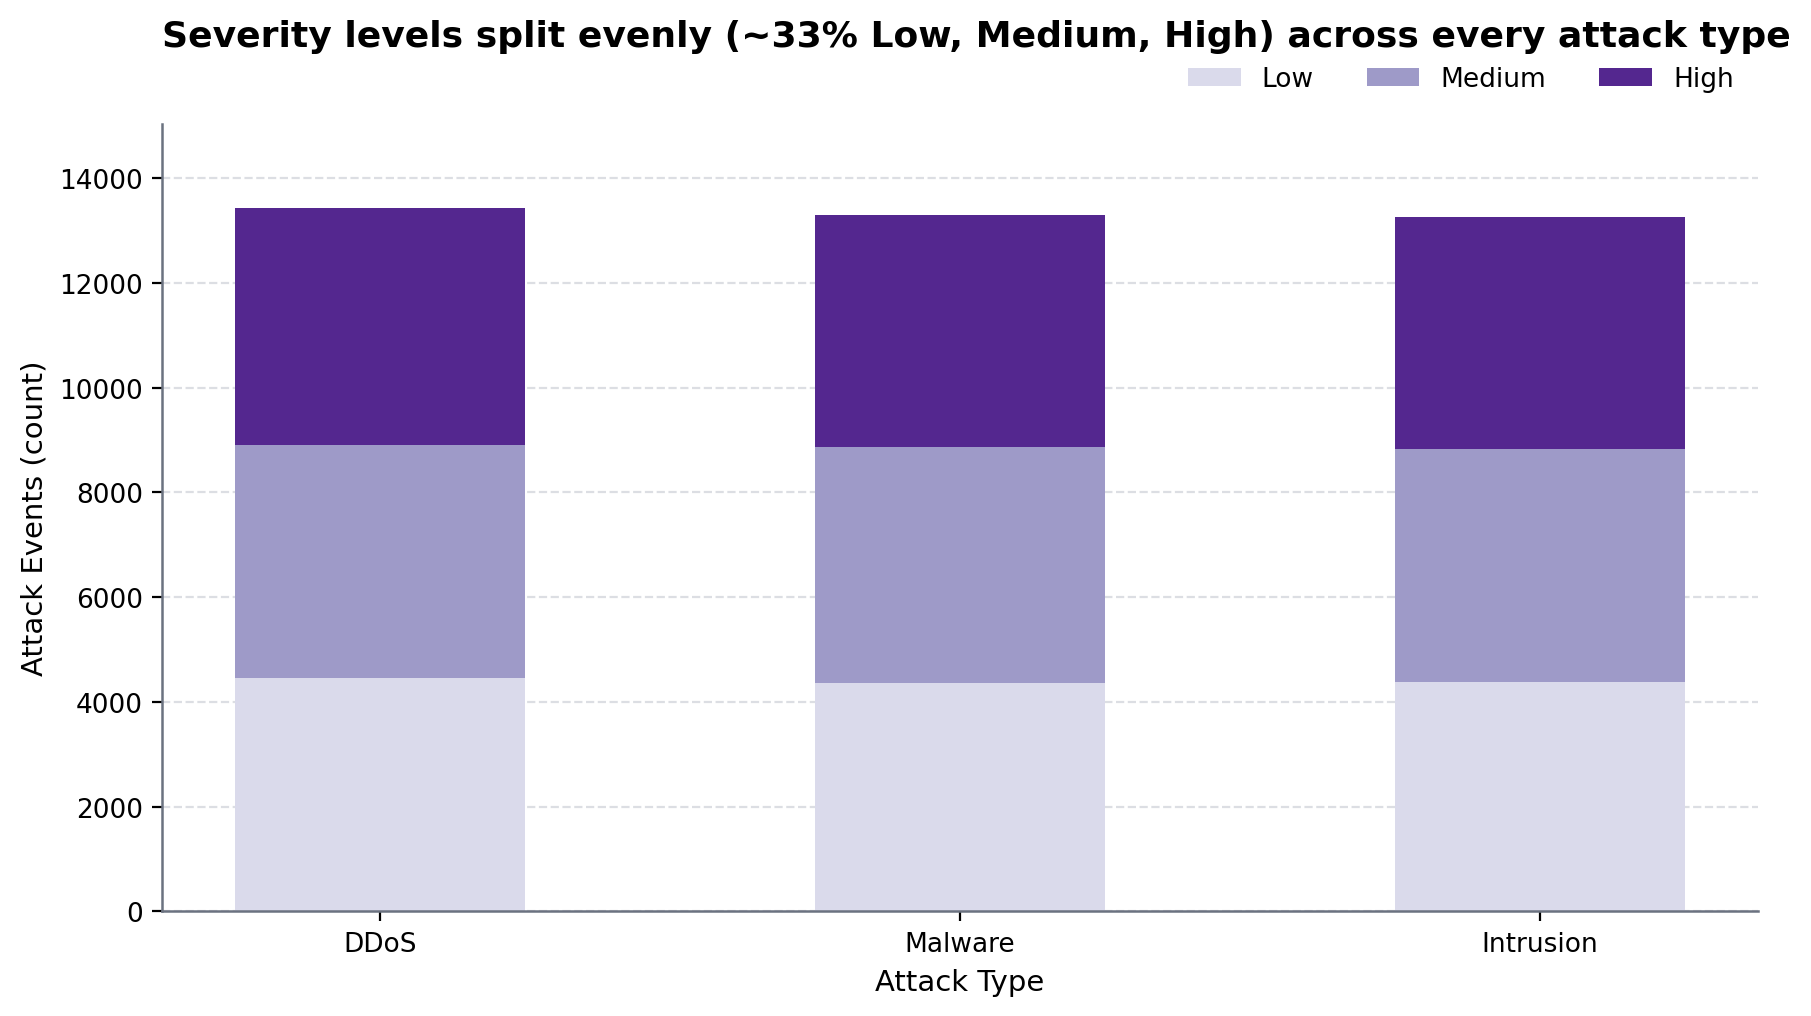 Severity levels split evenly (~33% Low, Medium, High) across every attack type
Low Medium High
Attack Events (count)
14000
12000
10000
8000
6000
4000
2000
0
DDoS Malware Intrusion
Attack Type